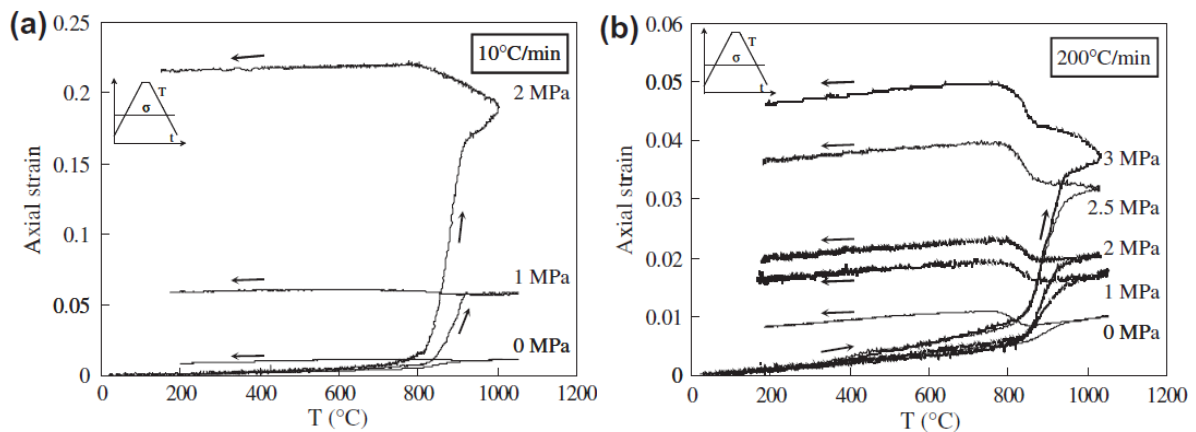 (a)
0.25
0.2
0.15
0.1
0.05
0
Axial strain
T
σ
t
10°C/min
2 MPa
1 MPa
0 MPa
0 200 400 600 800 1000 1200
T (°C)
(b)
0.06
0.05
0.04
0.03
0.02
0.01
0
Axial strain
T
σ
t
200°C/min
3 MPa
2.5 MPa
2 MPa
1 MPa
0 MPa
0 200 400 600 800 1000 1200
T (°C)